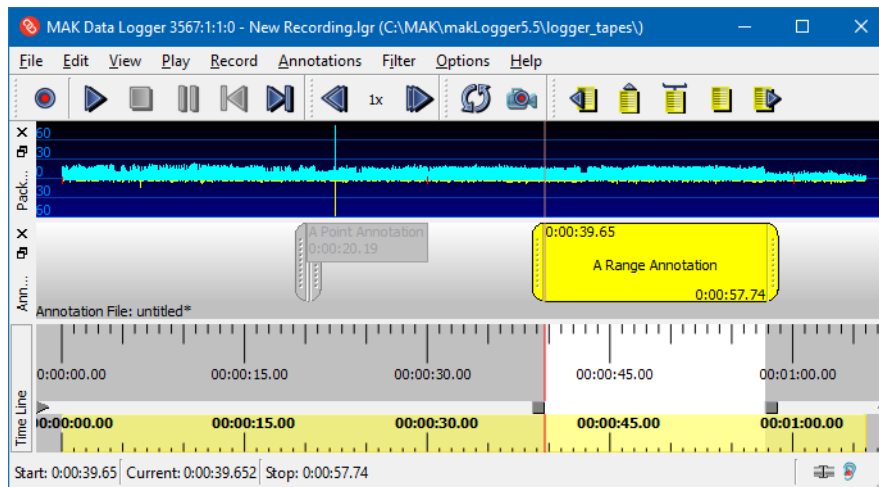 MAK Data Logger 3567:1:1:0 - New Recording.lgr (C:\MAK\makLogger5.5\logger_tapes\)
File Edit View Play Record Annotations Filter Options Help
1x
60
30
0
30
60
Pack...
A Point Annotation
0:00:20.19
0:00:39.65
A Range Annotation
0:00:57.74
Ann...
Annotation File: untitled*
0:00:00.00 00:00:15.00 00:00:30.00 00:00:45.00 00:01:00.00
Time Line
0:00:00.00 00:00:15.00 00:00:30.00 00:00:45.00 00:01:00.00
Start: 0:00:39.65 Current: 0:00:39.652 Stop: 0:00:57.74